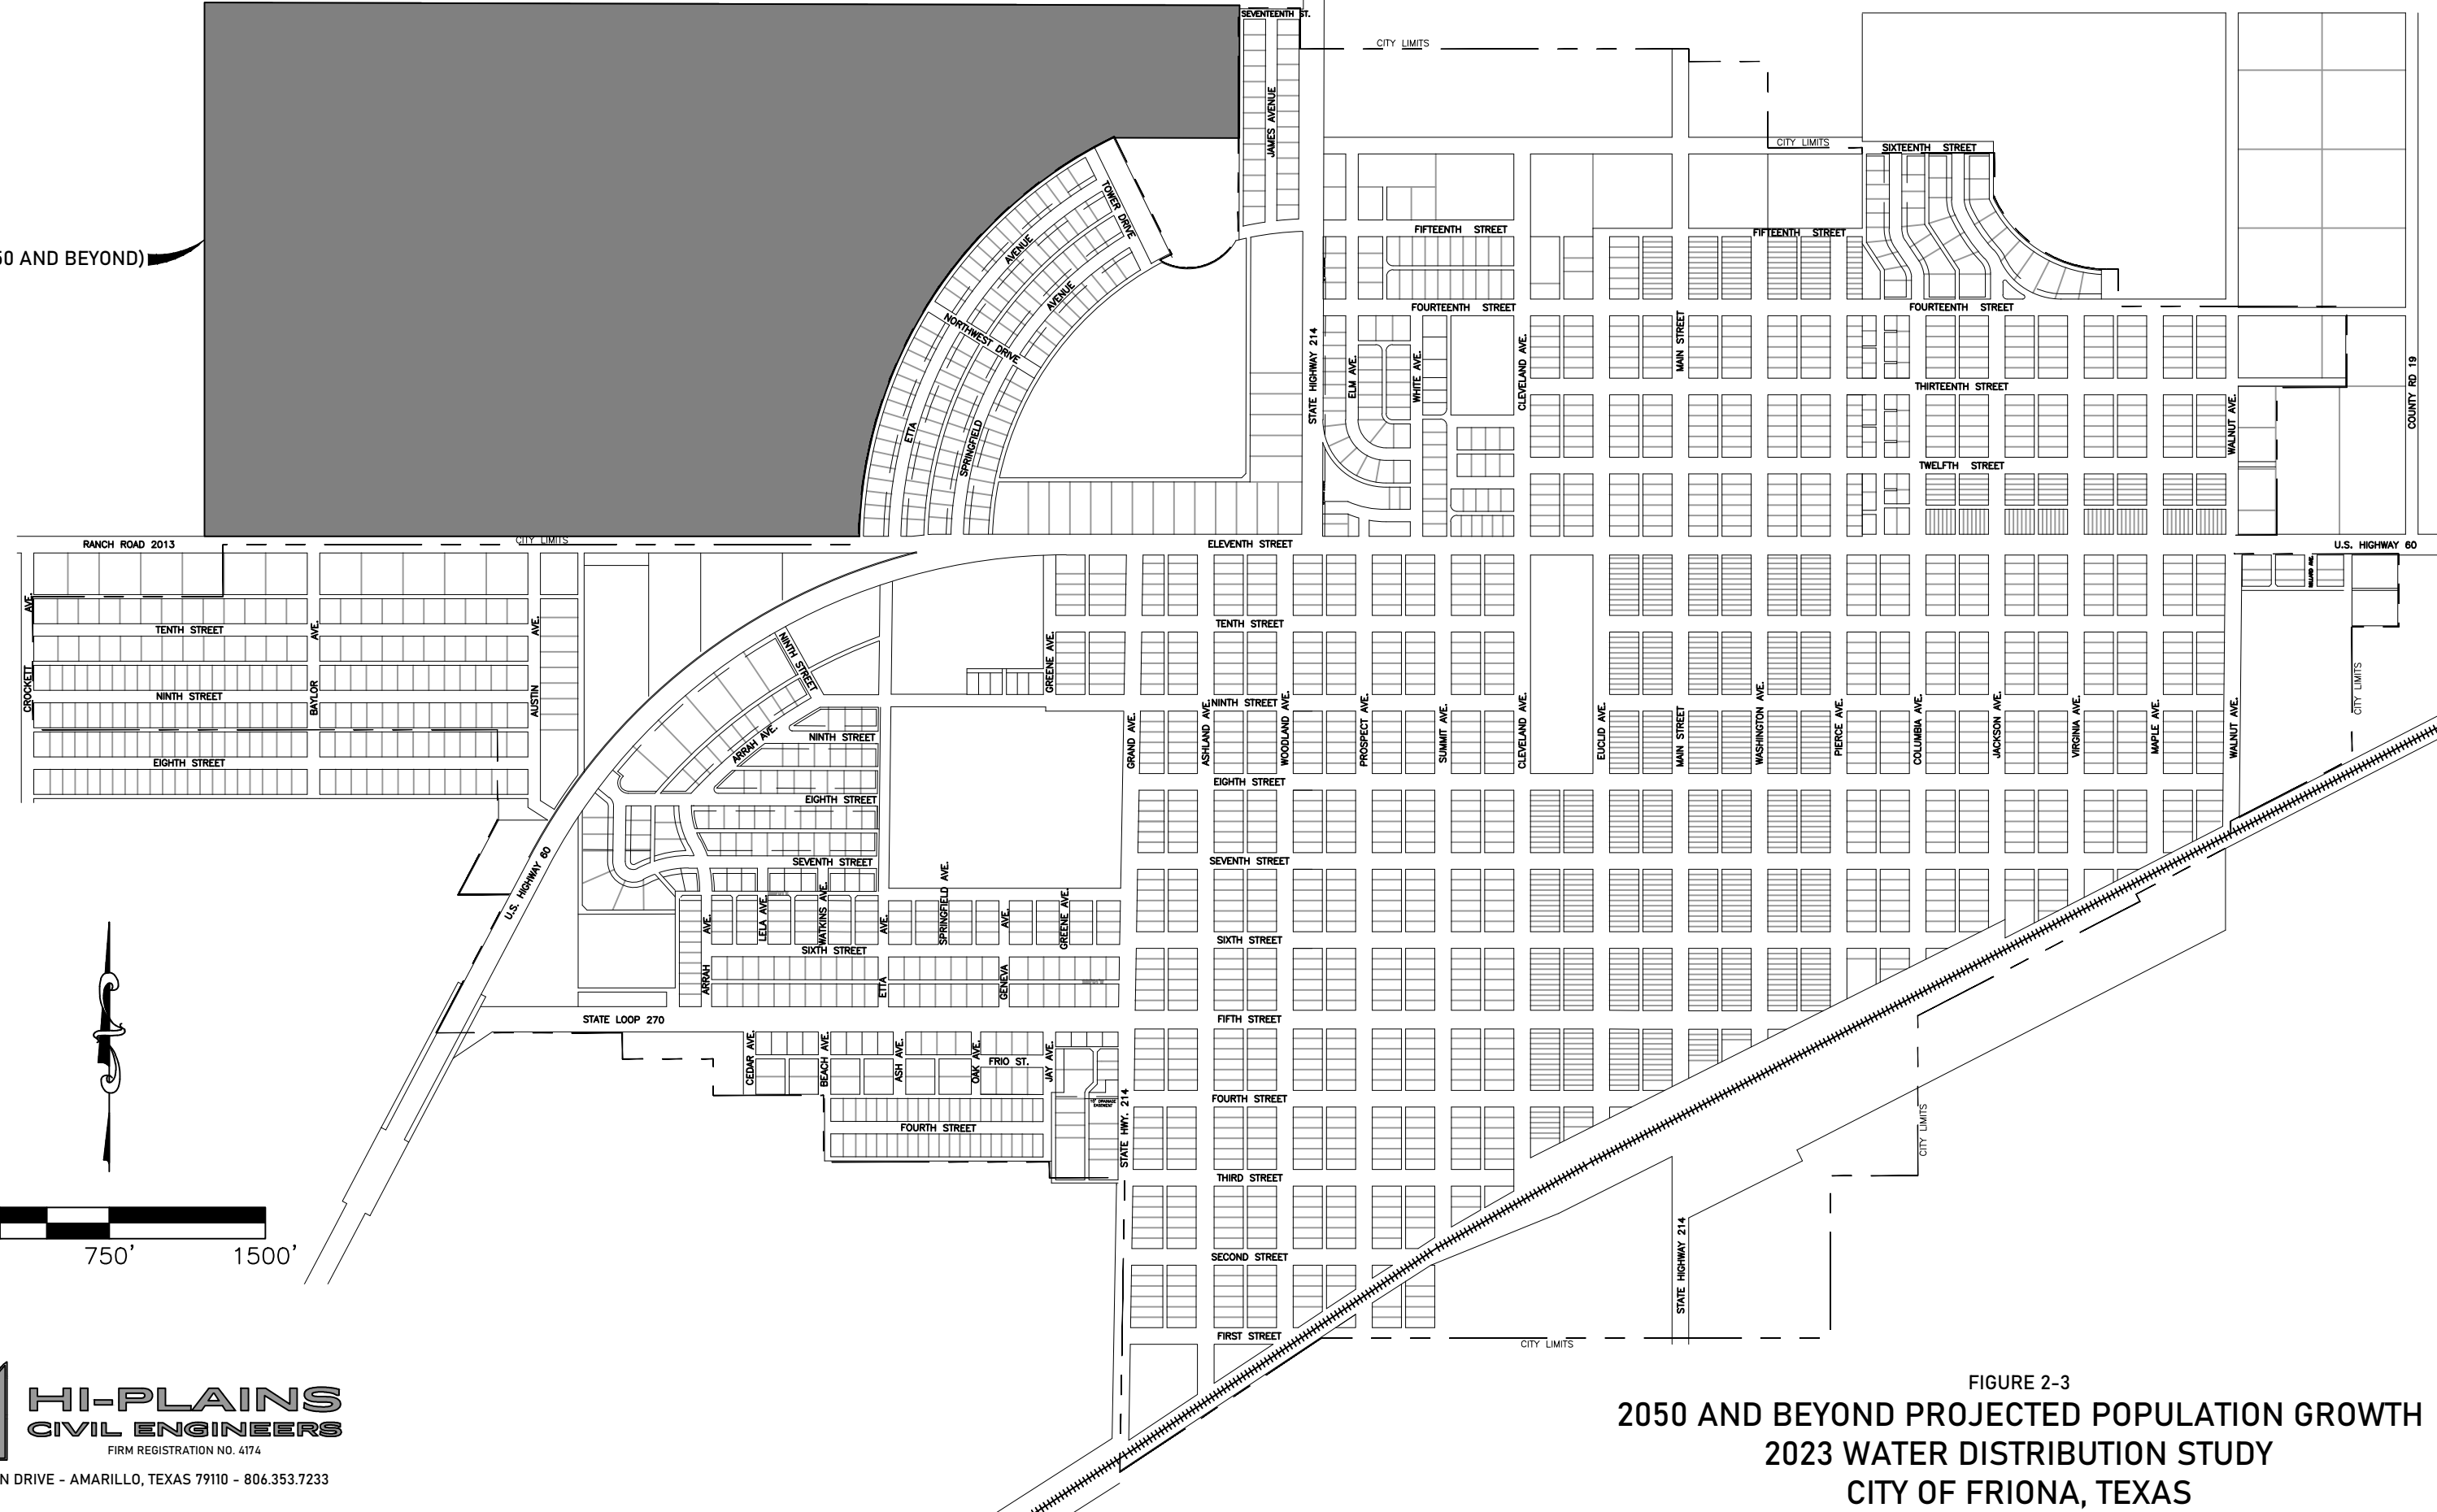 SEVENTEENTH ST.
CITY LIMITS
JAMES AVENUE
CITY LIMITS
SIXTEENTH STREET
TOWER DRIVE
FIFTEENTH STREET
FIFTEENTH STREET
AVENUE
AND BEYOND)
AVENUE
FOURTEENTH STREET
FOURTEENTH STREET
NORTHWEST DRIVE
STATE HIGHWAY 214
MAIN STREET
ELM AVE.
WHITE AVE.
CLEVELAND AVE.
THIRTEENTH STREET
COUNTY RD 19
WALNUT AVE.
ETTA
SPRINGFIELD
TWELFTH STREET
RANCH ROAD 2013
CITY LIMITS
ELEVENTH STREET
U.S. HIGHWAY 60
AVE.
TENTH STREET
AVE.
AVE.
NINTH STREET
TENTH STREET
GREENE AVE.
CROCKETT
NINTH STREET
BAYLOR
AUSTIN
CITY LIMITS
NINTH STREET
GRAND AVE.
ASHLAND AVE.
WOODLAND AVE.
PROSPECT AVE.
SUMMIT AVE.
CLEVELAND AVE.
EUCLID AVE.
MAIN STREET
WASHINGTON AVE.
PIERCE AVE.
COLUMBIA AVE.
JACKSON AVE.
VIRGINIA AVE.
MAPLE AVE.
WALNUT AVE.
ARRAH AVE.
NINTH STREET
EIGHTH STREET
EIGHTH STREET
EIGHTH STREET
SEVENTH STREET
SEVENTH STREET
U.S. HIGHWAY 60
AVE.
LELA AVE.
WATKINS AVE.
AVE.
SPRINGFIELD AVE.
AVE.
GREENE AVE.
SIXTH STREET
SIXTH STREET
ARRAH
ETTA
GENEVA
STATE LOOP 270
FIFTH STREET
CEDAR AVE.
BEACH AVE.
ASH AVE.
OAK AVE.
FRIO ST.
JAY AVE.
10' DRAINAGE
EASEMENT
STATE HWY. 214
FOURTH STREET
FOURTH STREET
CITY LIMITS
THIRD STREET
SECOND STREET
STATE HIGHWAY 214
FIRST STREET
CITY LIMITS
750'
1500'
HI-PLAINS
CIVIL ENGINEERS
FIRM REGISTRATION NO. 4174
DRIVE - AMARILLO, TEXAS 79110 - 806.353.7233
FIGURE 2-3
2050 AND BEYOND PROJECTED POPULATION GROWTH
2023 WATER DISTRIBUTION STUDY
CITY OF FRIONA, TEXAS